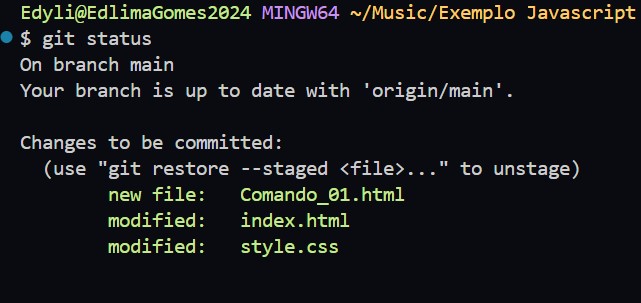 Edyli@EdlimaGomes2024 MINGW64 ~/Music/Exemplo Javascript
$ git status
On branch main
Your branch is up to date with 'origin/main'.
Changes to be committed:
(use "git restore --staged <file>..." to unstage)
new file: Comando_01.html
modified: index.html
modified: style.css